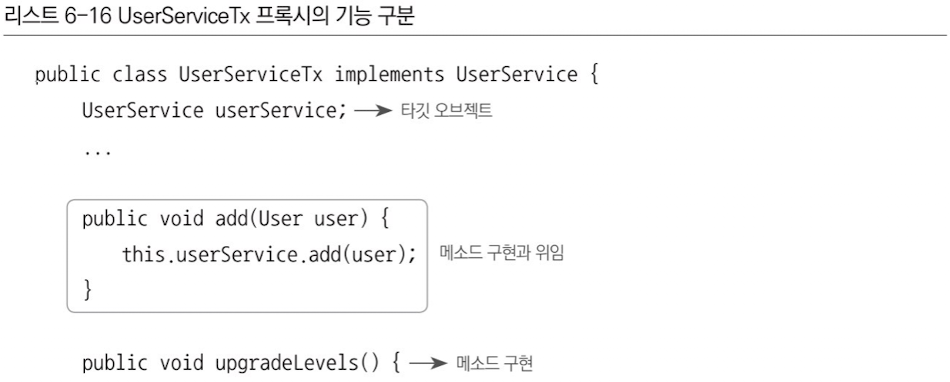 리스트 6-16 UserServiceTx 프록시의 기능 구분
public class UserServiceTx implements UserService {
UserService userService; → 타깃 오브젝트
...
public void add(User user) {
this.userService.add(user); 메소드 구현과 위임
}
public void upgradeLevels() { → 메소드 구현